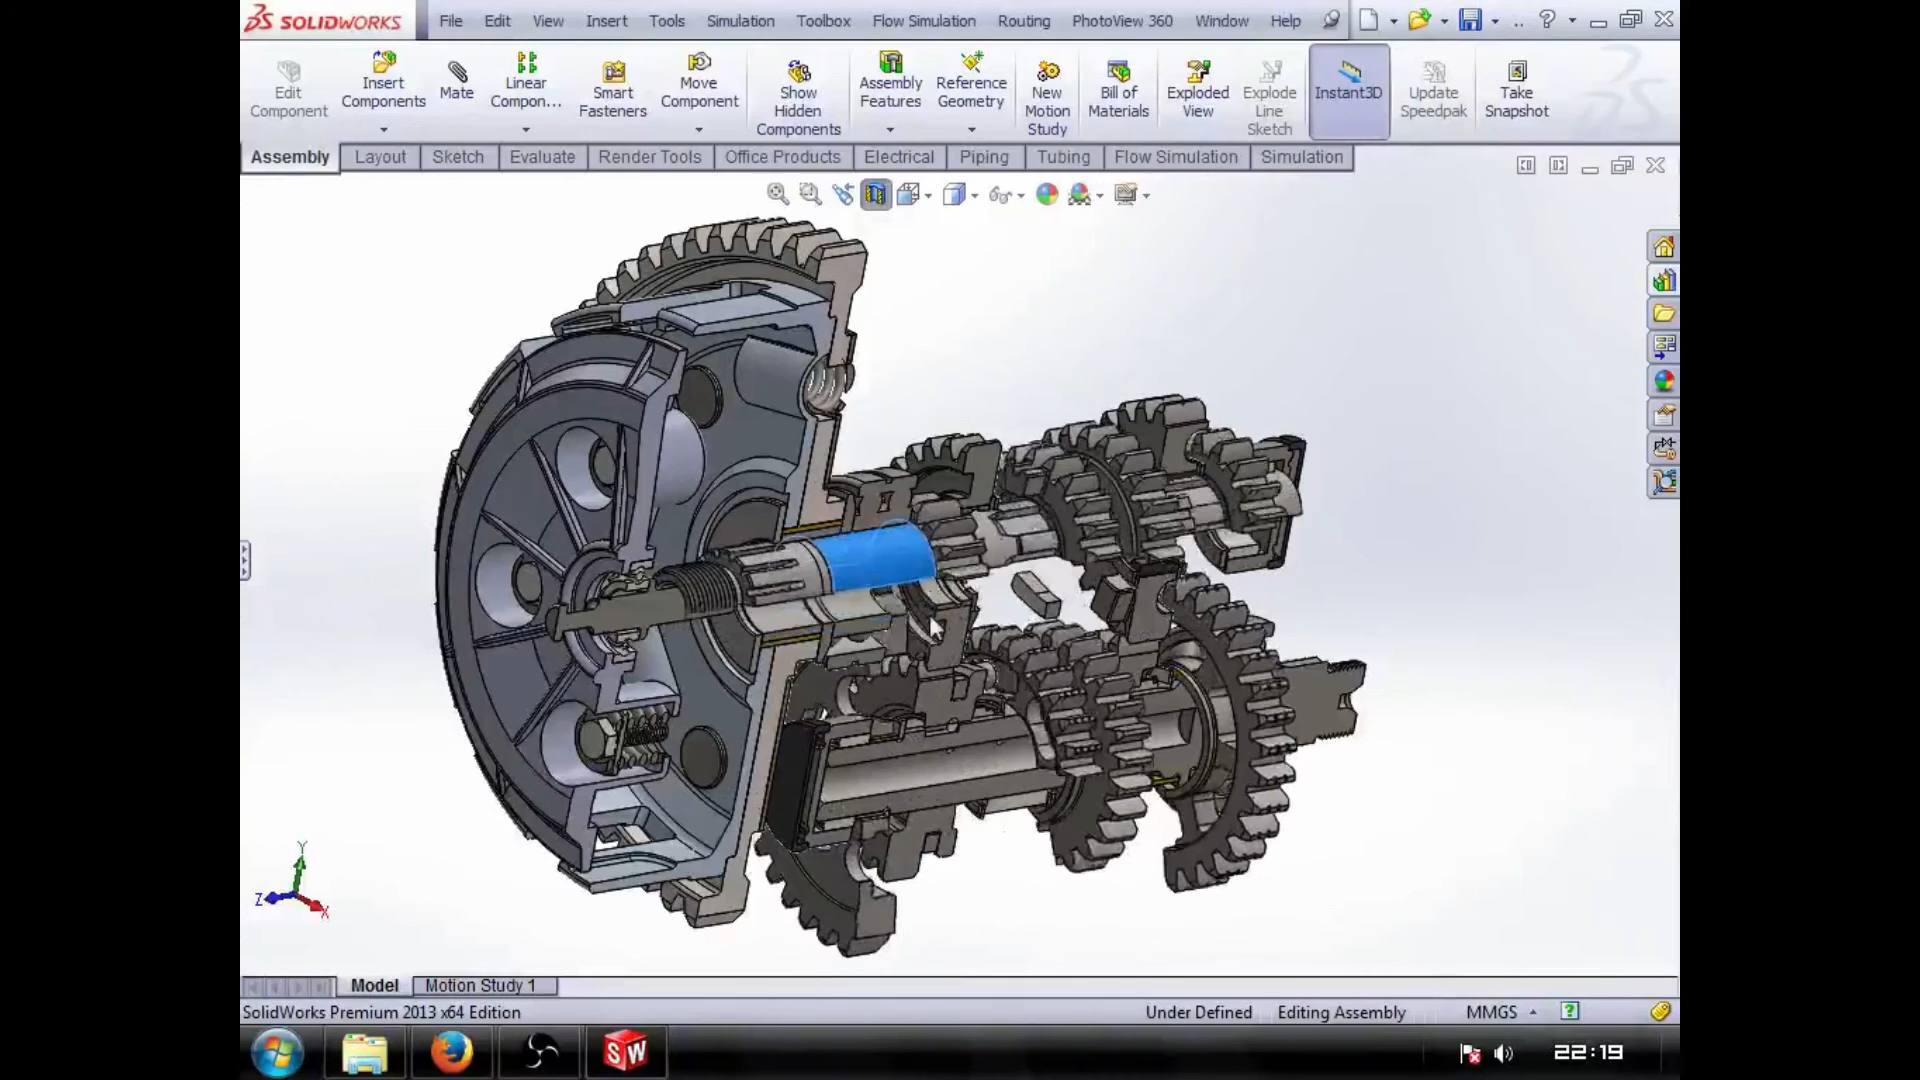 SOLIDWORKS File Edit View Insert Tools Simulation Toolbox Flow Simulation Routing PhotoView 360 Window Help
Edit Component
Insert Components
Mate
Linear Compon...
Smart Fasteners
Move Component
Show Hidden Components
Assembly Features
Reference Geometry
New Motion Study
Bill of Materials
Exploded View
Explode Line Sketch
Instant3D
Update Speedpak
Take Snapshot
Assembly Layout Sketch Evaluate Render Tools Office Products Electrical Piping Tubing Flow Simulation Simulation
Y
Z
X
Model Motion Study 1
SolidWorks Premium 2013 x64 Edition Under Defined Editing Assembly MMGS
SW
22:19